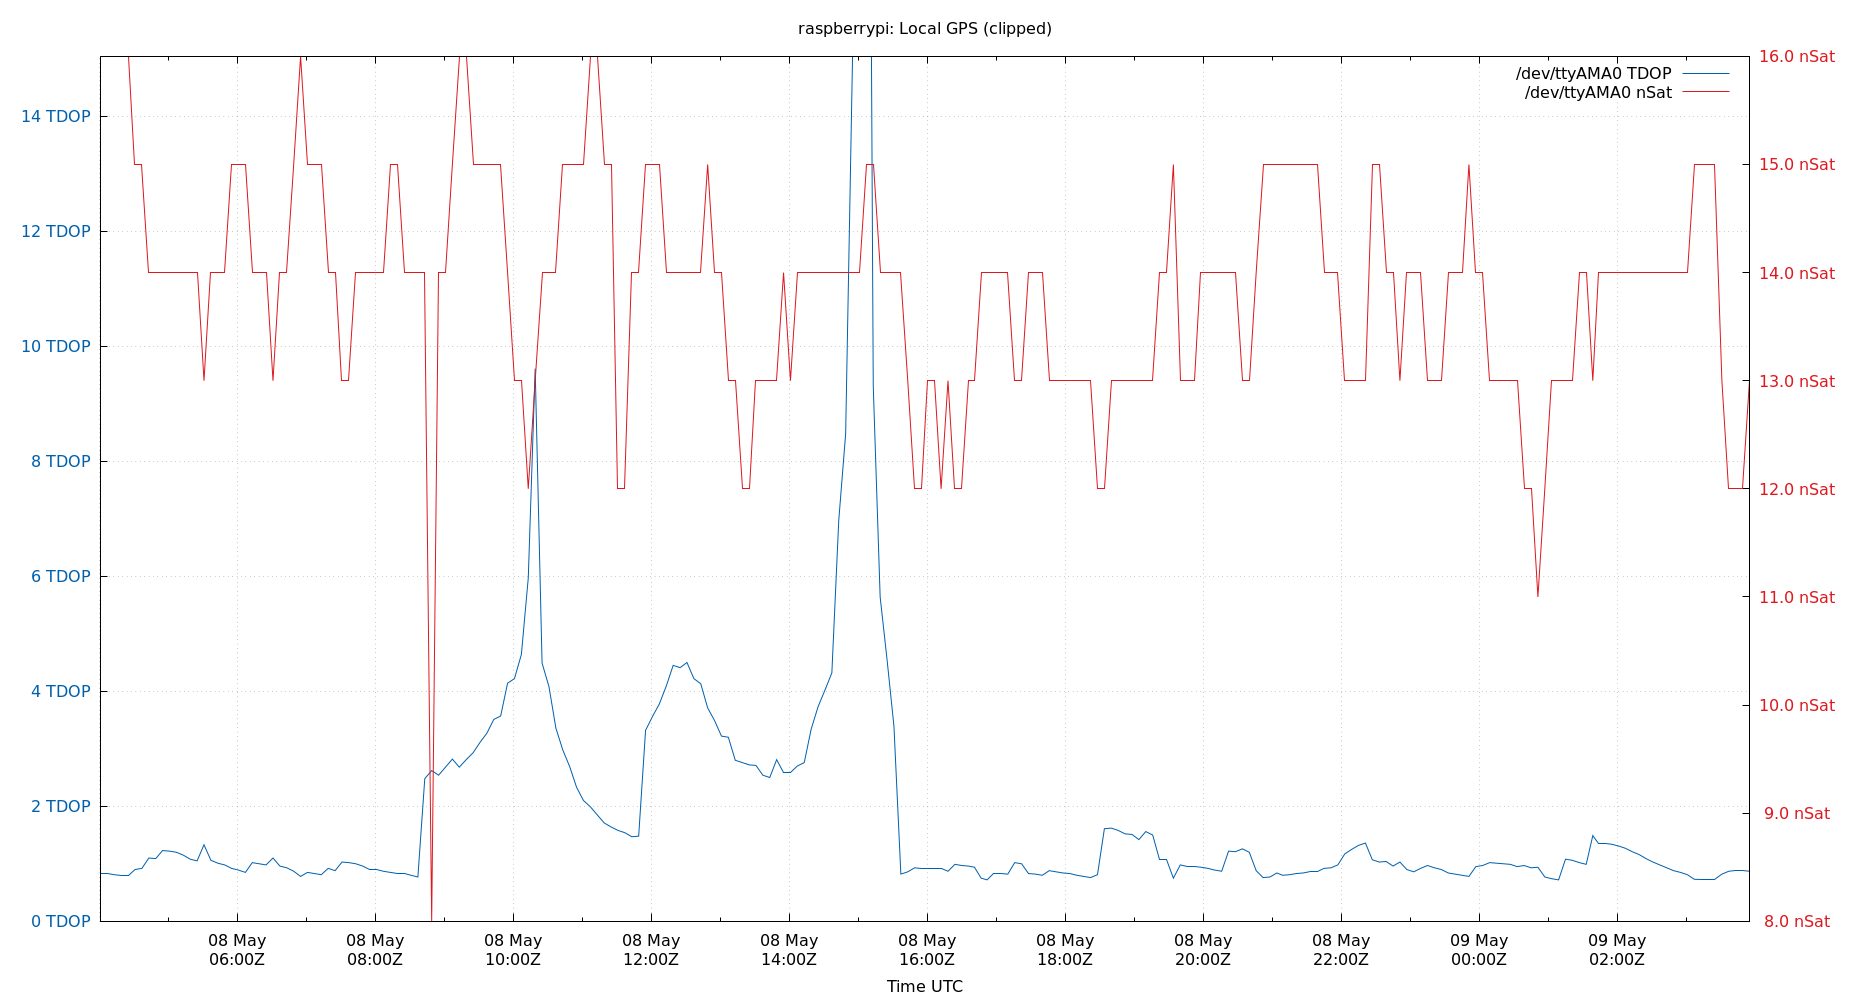 raspberrypi: Local GPS (clipped)
/dev/ttyAMA0 TDOP
/dev/ttyAMA0 nSat
14 TDOP
12 TDOP
10 TDOP
8 TDOP
6 TDOP
4 TDOP
2 TDOP
0 TDOP
16.0 nSat
15.0 nSat
14.0 nSat
13.0 nSat
12.0 nSat
11.0 nSat
10.0 nSat
9.0 nSat
8.0 nSat
08 May 08 May 08 May 08 May 08 May 08 May 08 May 08 May 08 May 09 May 09 May
06:00Z 08:00Z 10:00Z 12:00Z 14:00Z 16:00Z 18:00Z 20:00Z 22:00Z 00:00Z 02:00Z
Time UTC